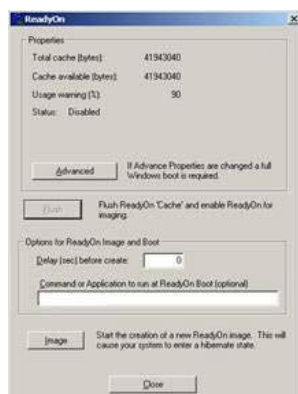 ReadyOn
Properties
Total cache (bytes): 41943040
Cache available (bytes): 41943040
Usage warning (%): 90
Status: Disabled
Advanced
If Advance Properties are changed a full
Windows boot is required.
Flush
Flush ReadyOn 'Cache' and enable ReadyOn for
imaging.
Options for ReadyOn Image and Boot
Delay (sec) before create: 0
Command or Application to run at ReadyOn Boot (optional)
Image
Start the creation of a new ReadyOn image. This will
cause your system to enter a hibernate state.
Close